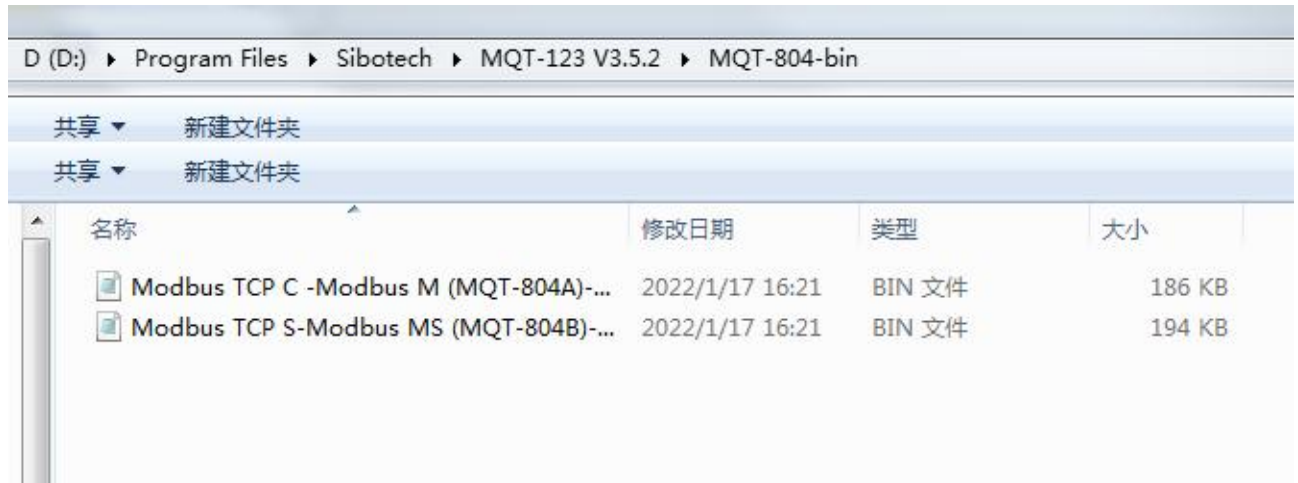 D (D:) ▸ Program Files ▸ Sibotech ▸ MQT-123 V3.5.2 ▸ MQT-804-bin
共享 ▼ 新建文件夹
共享 ▼ 新建文件夹
名称 修改日期 类型 大小
Modbus TCP C -Modbus M (MQT-804A)-... 2022/1/17 16:21 BIN 文件 186 KB
Modbus TCP S-Modbus MS (MQT-804B)-... 2022/1/17 16:21 BIN 文件 194 KB